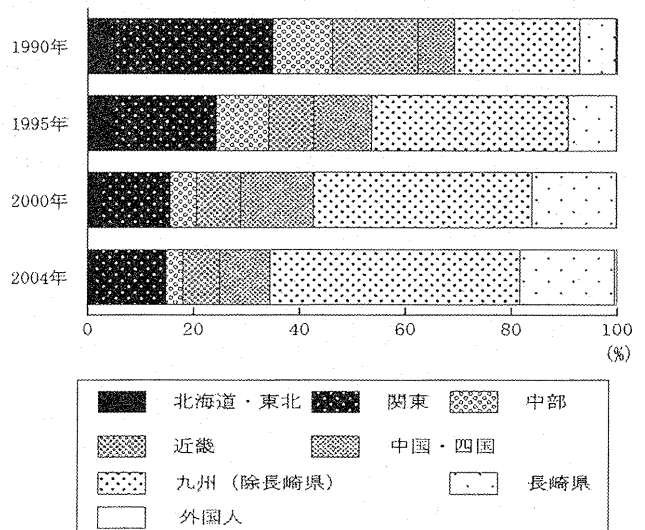 1990年
1995年
2000年
2004年
0 20 40 60 80 100
(%)
北海道・東北 関東 中部
近畿 中国・四国
九州（除長崎県） 長崎県
外国人